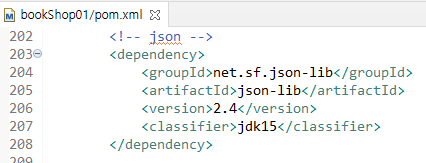 bookShop01/pom.xml
202 <!-- json -->
203 <dependency>
204 <groupId>net.sf.json-lib</groupId>
205 <artifactId>json-lib</artifactId>
206 <version>2.4</version>
207 <classifier>jdk15</classifier>
208 </dependency>